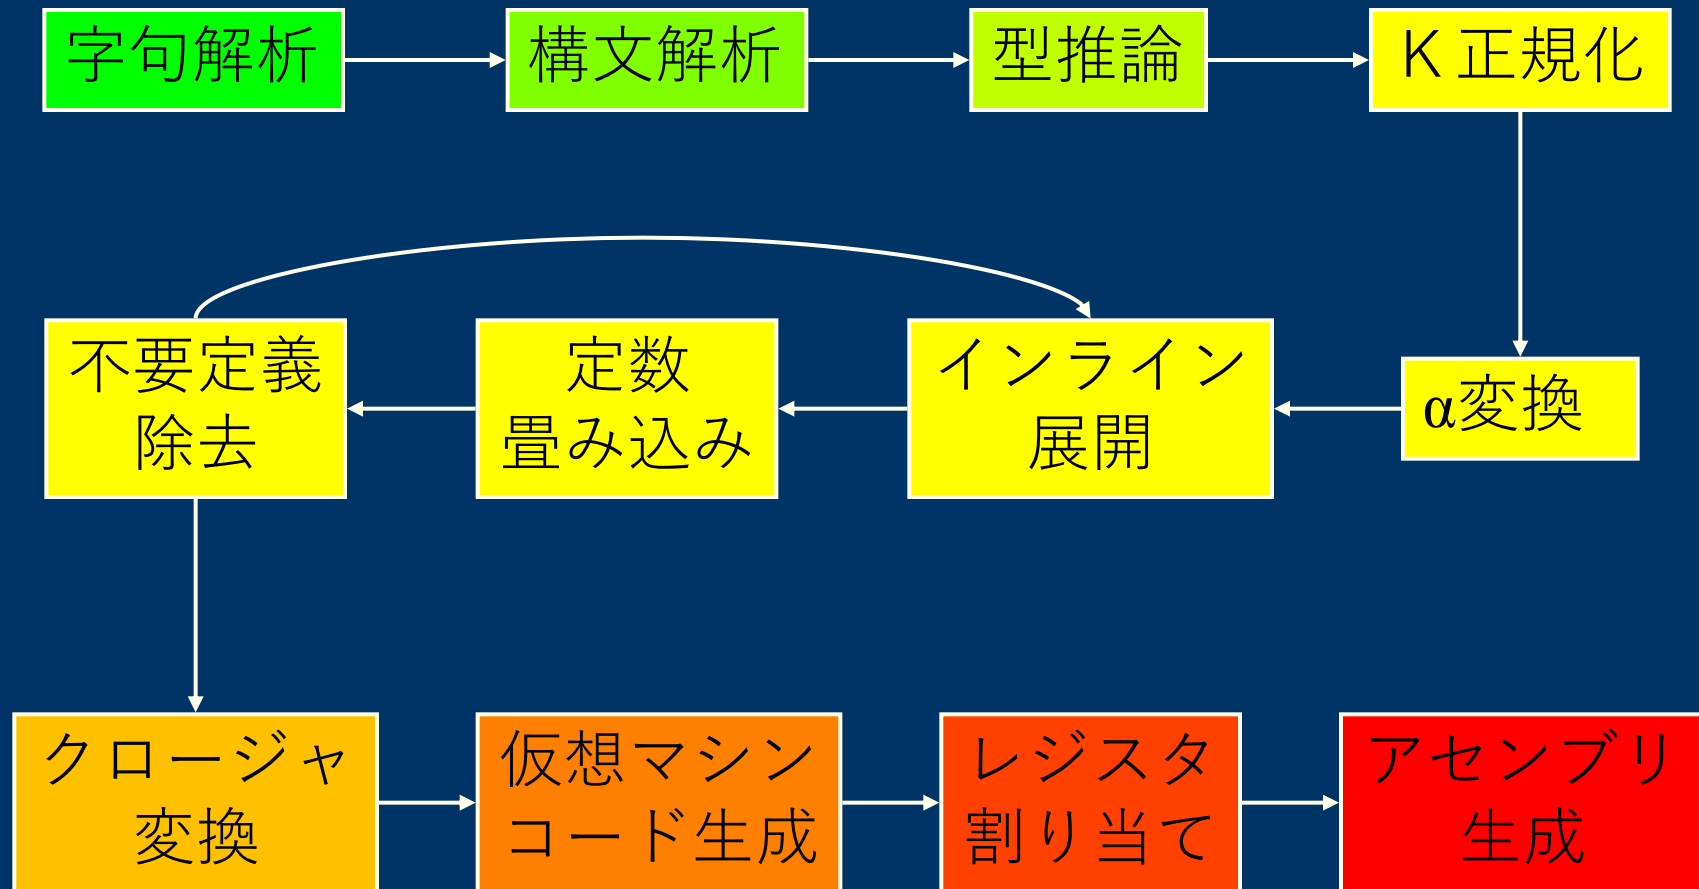 字句解析
構文解析
型推論
K正規化
α変換
インライン
展開
定数
畳み込み
不要定義
除去
クロージャ
変換
仮想マシン
コード生成
レジスタ
割り当て
アセンブリ
生成